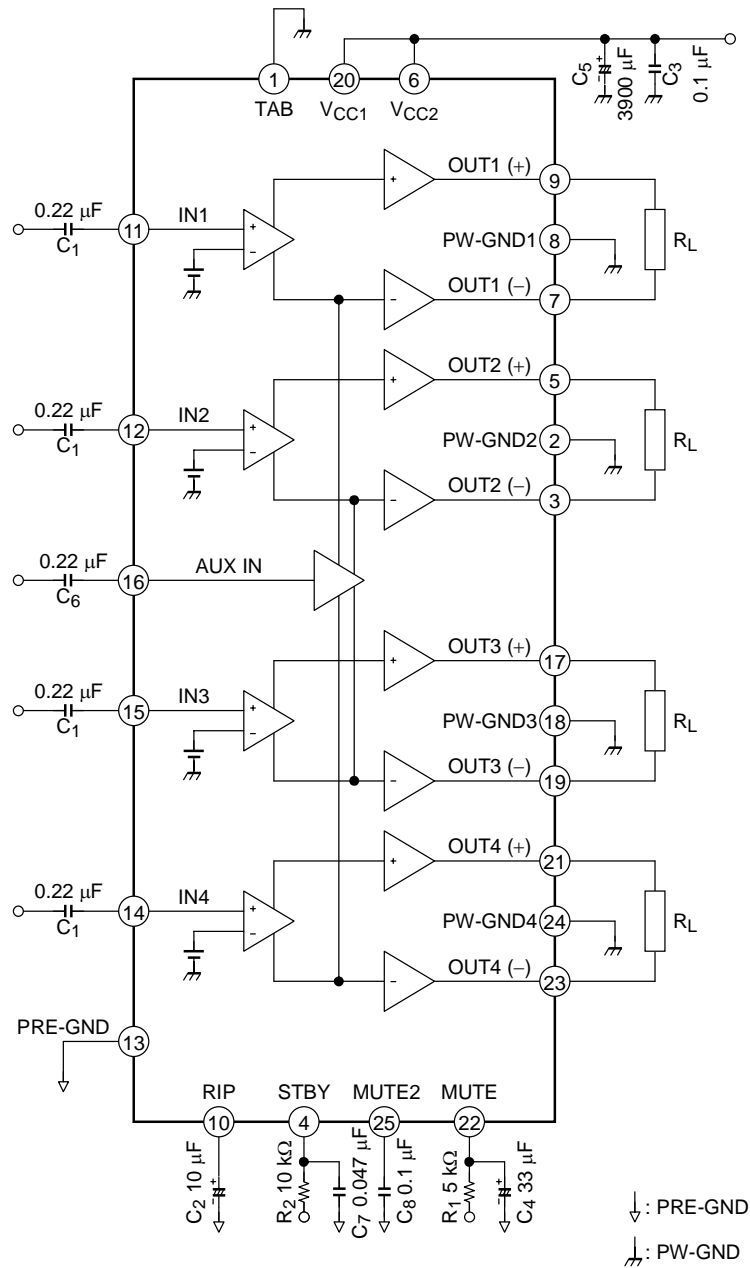 1 20 6
TAB VCC1 VCC2
C5 3900 μF C3 0.1 μF
0.22 μF C1 11 IN1 + −
+ OUT1 (+) 9
PW-GND1 8 RL
− OUT1 (−) 7
0.22 μF C1 12 IN2 + −
+ OUT2 (+) 5
PW-GND2 2 RL
− OUT2 (−) 3
0.22 μF C6 16 AUX IN
0.22 μF C1 15 IN3 + −
+ OUT3 (+) 17
PW-GND3 18 RL
− OUT3 (−) 19
0.22 μF C1 14 IN4 + −
+ OUT4 (+) 21
PW-GND4 24 RL
− OUT4 (−) 23
PRE-GND 13
RIP STBY MUTE2 MUTE
10 4 25 22
C2 10 μF R2 10 kΩ C7 0.047 μF C8 0.1 μF R1 5 kΩ C4 33 μF
: PRE-GND
: PW-GND